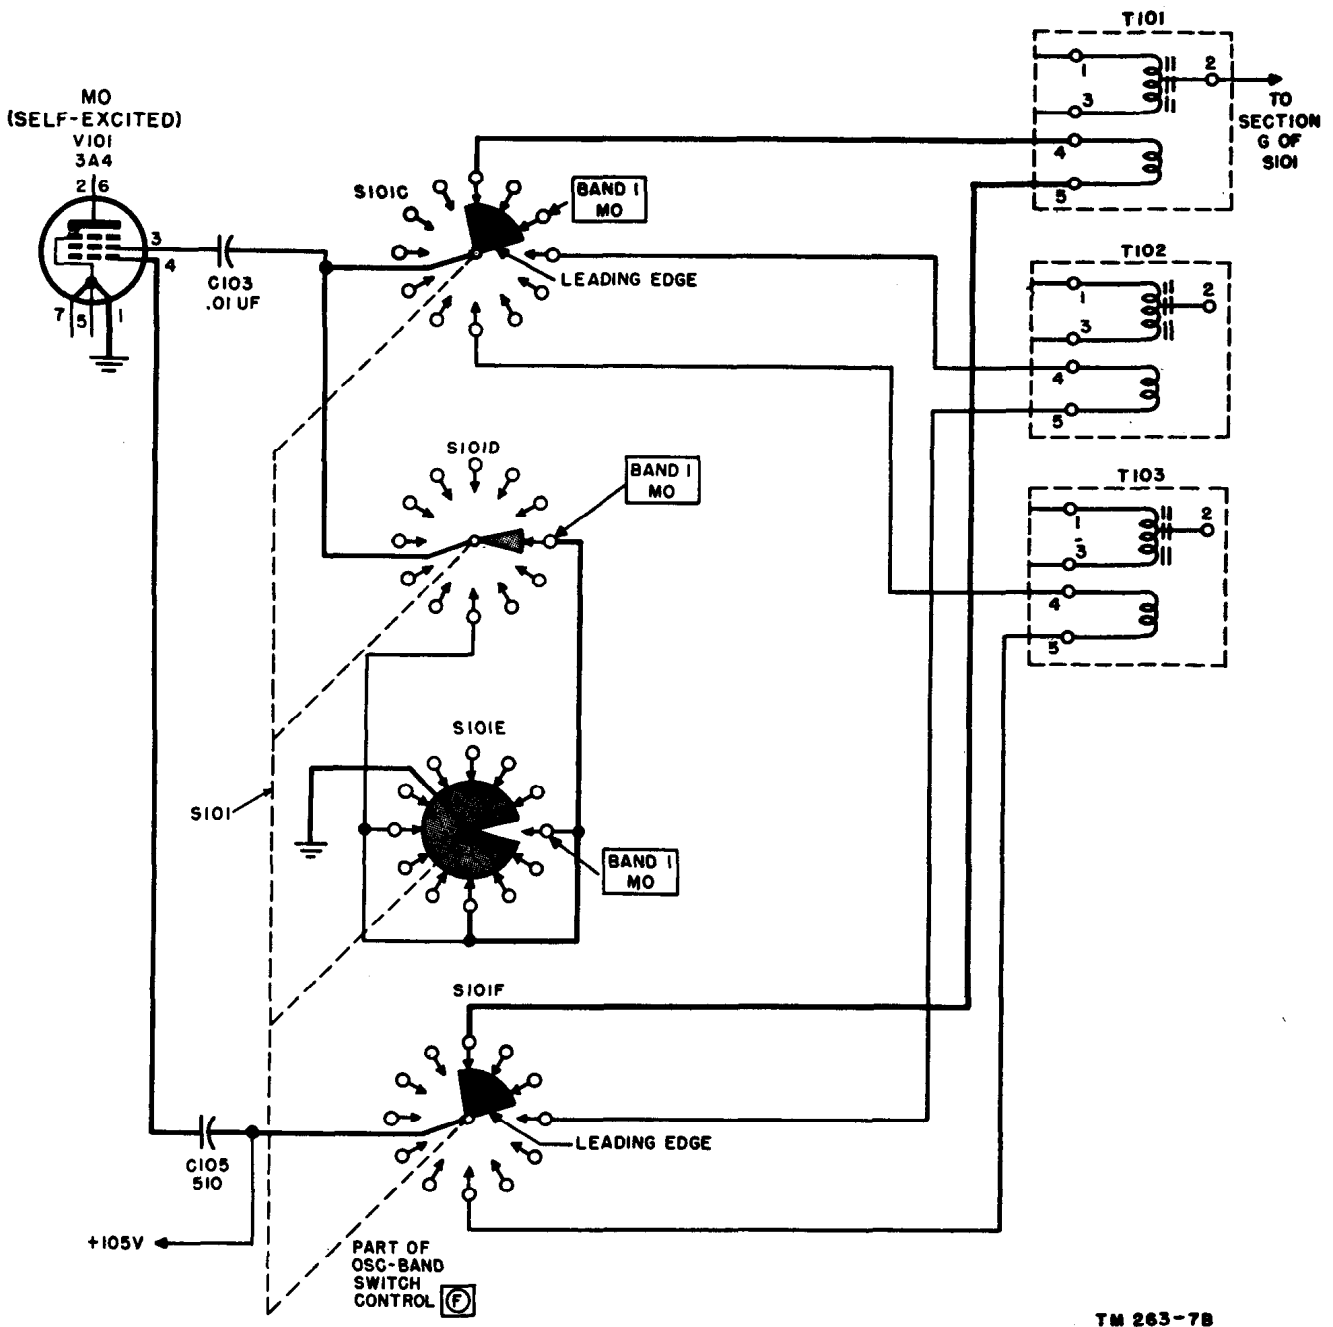 T101
1
2
3
4
5
TO
SECTION
G OF
S101
MO
(SELF-EXCITED)
V101
3A4
2 6
3
4
7
5
1
C103
.01 UF
S101C
BAND 1
MO
LEADING EDGE
T102
1
2
3
4
5
S101D
BAND 1
MO
T103
1
2
3
4
5
S101E
S101
BAND 1
MO
S101F
LEADING EDGE
C105
510
+105V
PART OF
OSC-BAND
SWITCH
CONTROL F
TM 263-7B